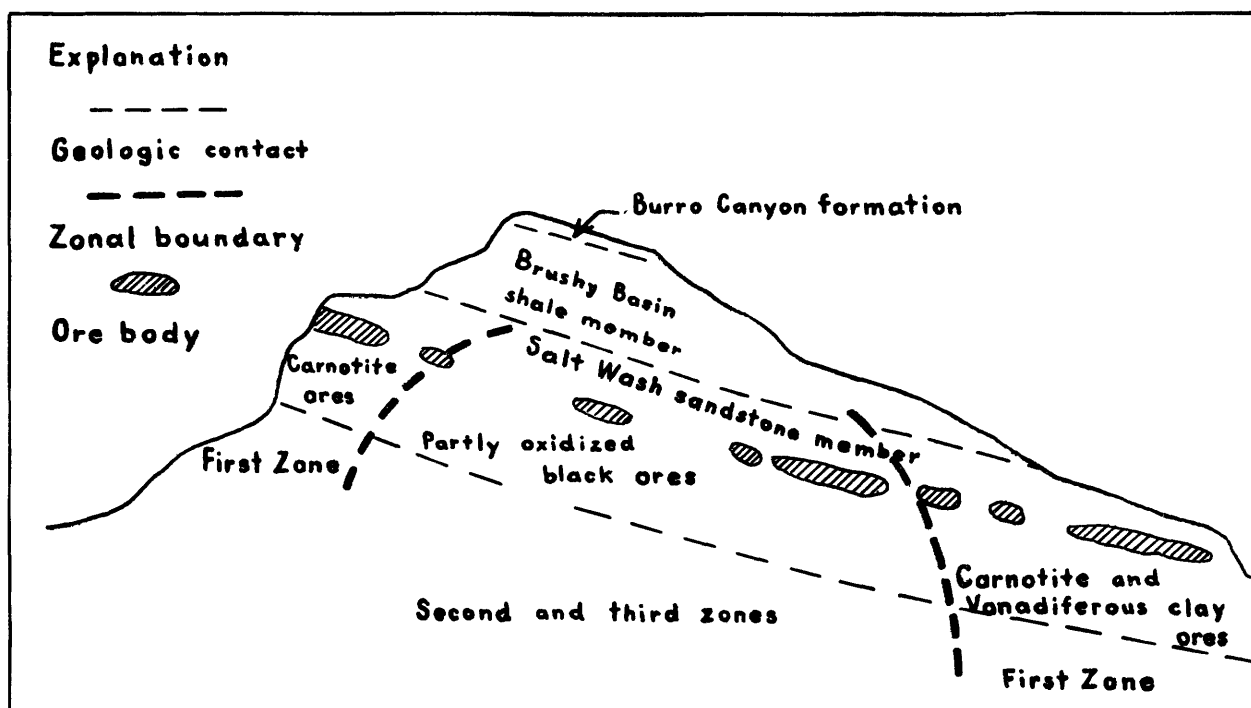 Explanation
Geologic contact
Zonal boundary
Ore body
Burro Canyon formation
Brushy Basin
shale member
Salt Wash sandstone member
Carnotite
ores
First Zone
Partly oxidized
black ores
Second and third zones
Carnotite and
Vanadiferous clay
ores
First Zone